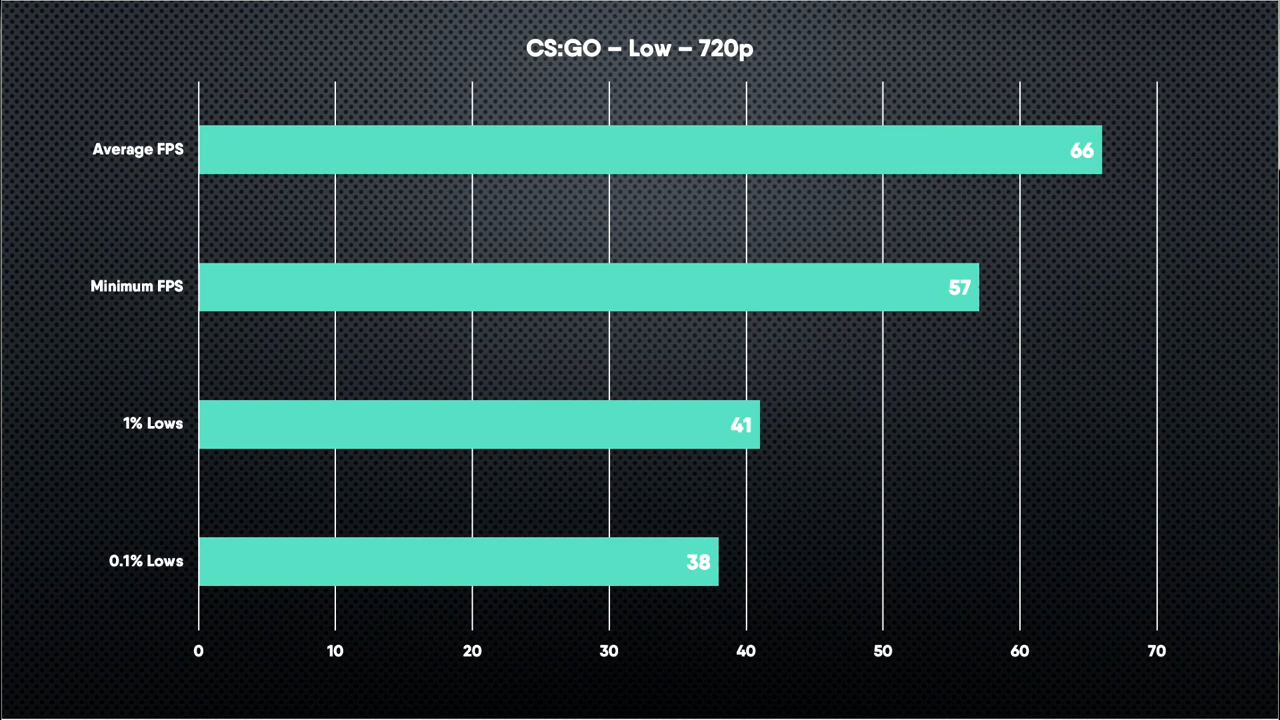 CS:GO – Low – 720p
Average FPS
66
Minimum FPS
57
1% Lows
41
0.1% Lows
38
0 10 20 30 40 50 60 70